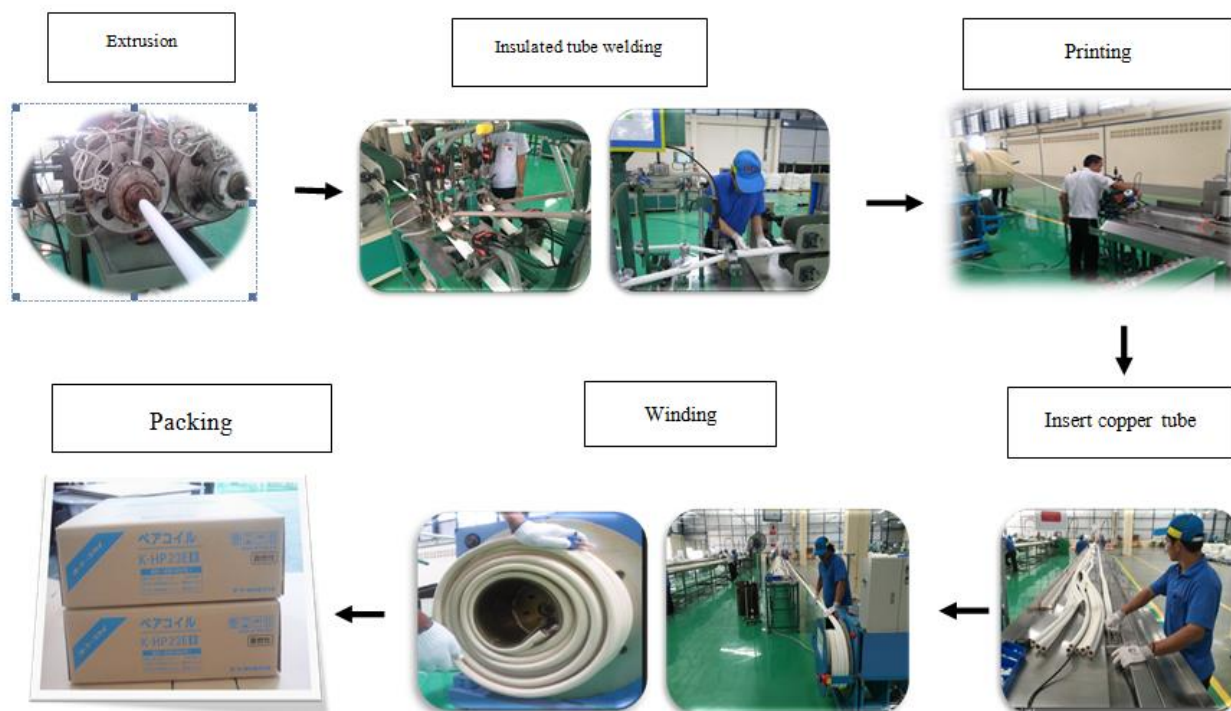 Extrusion
Insulated tube welding
Printing
Insert copper tube
Winding
Packing
ペアコイル
K-HP23E
ペアコイル
K-HP23E